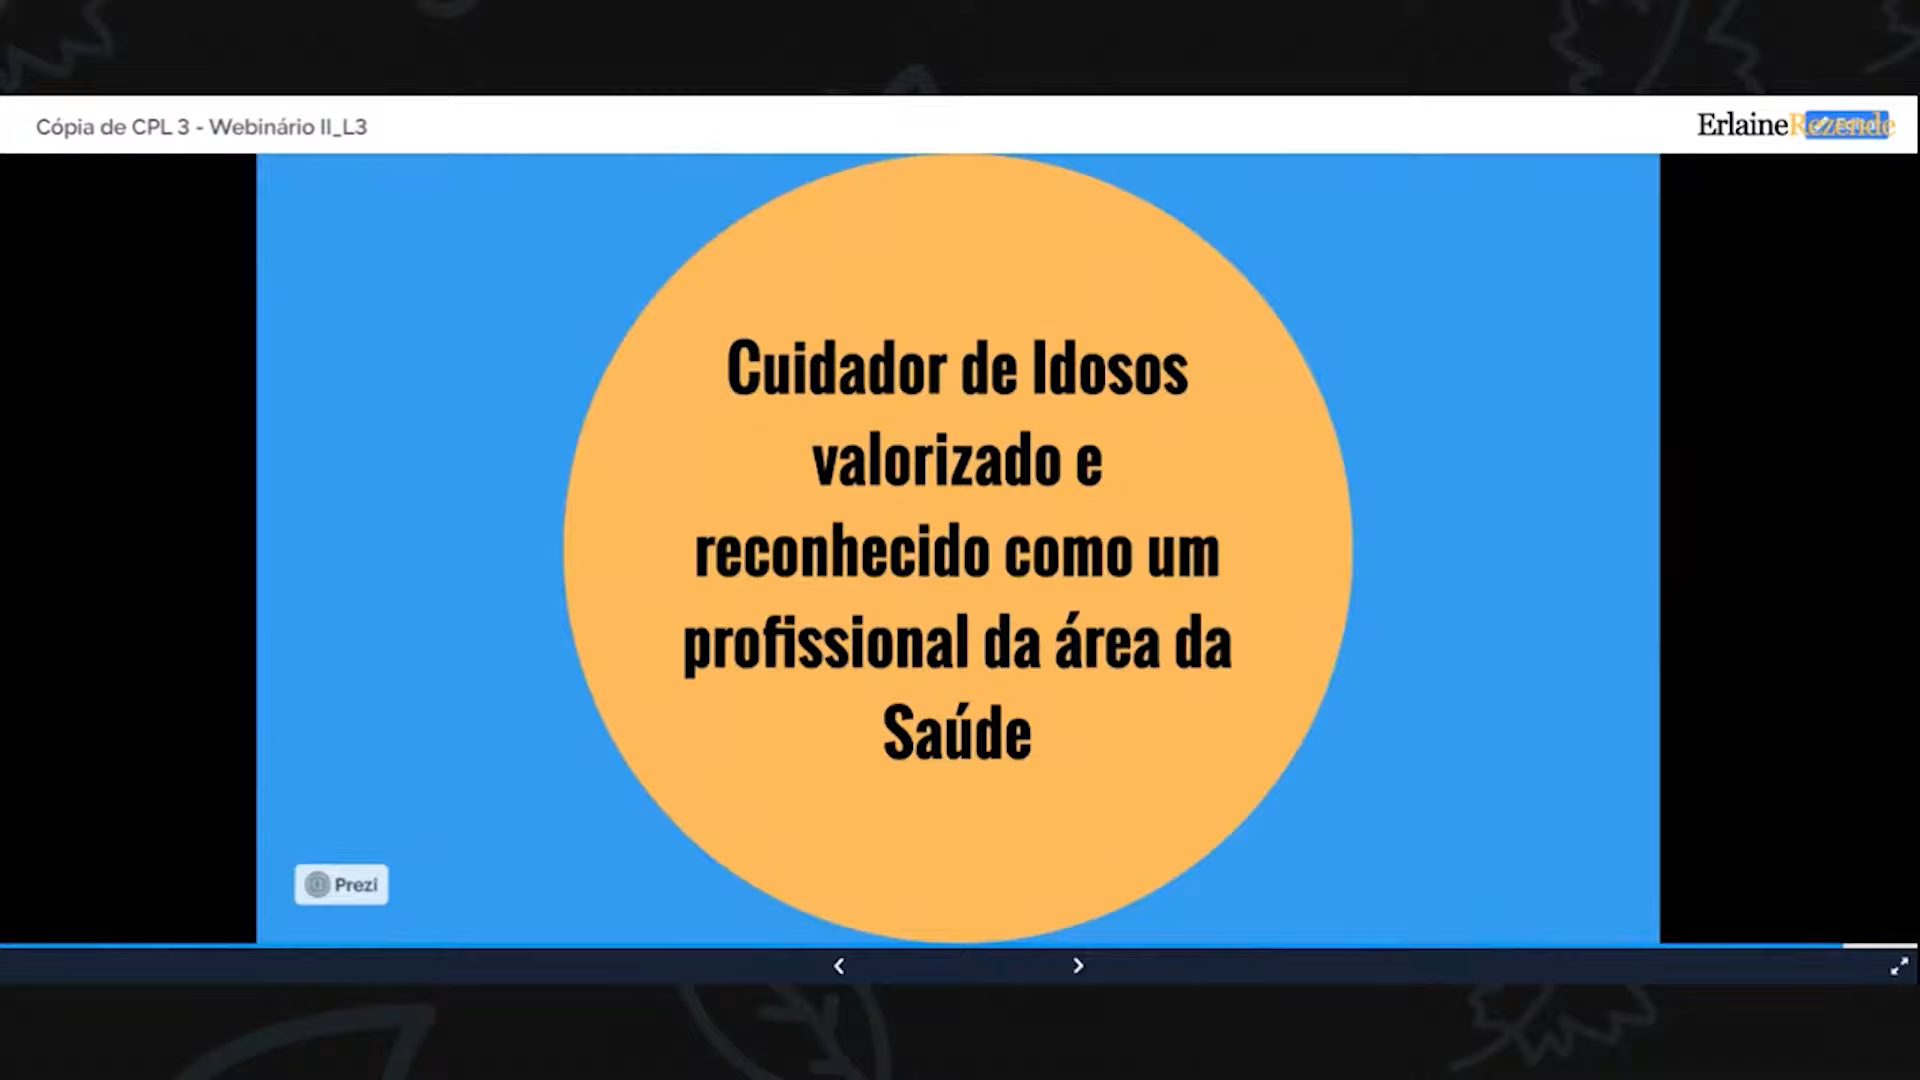 Cópia de CPL 3 - Webinário II_L3
ErlaineRezende
Cuidador de Idosos
valorizado e
reconhecido como um
profissional da área da
Saúde
Prezi